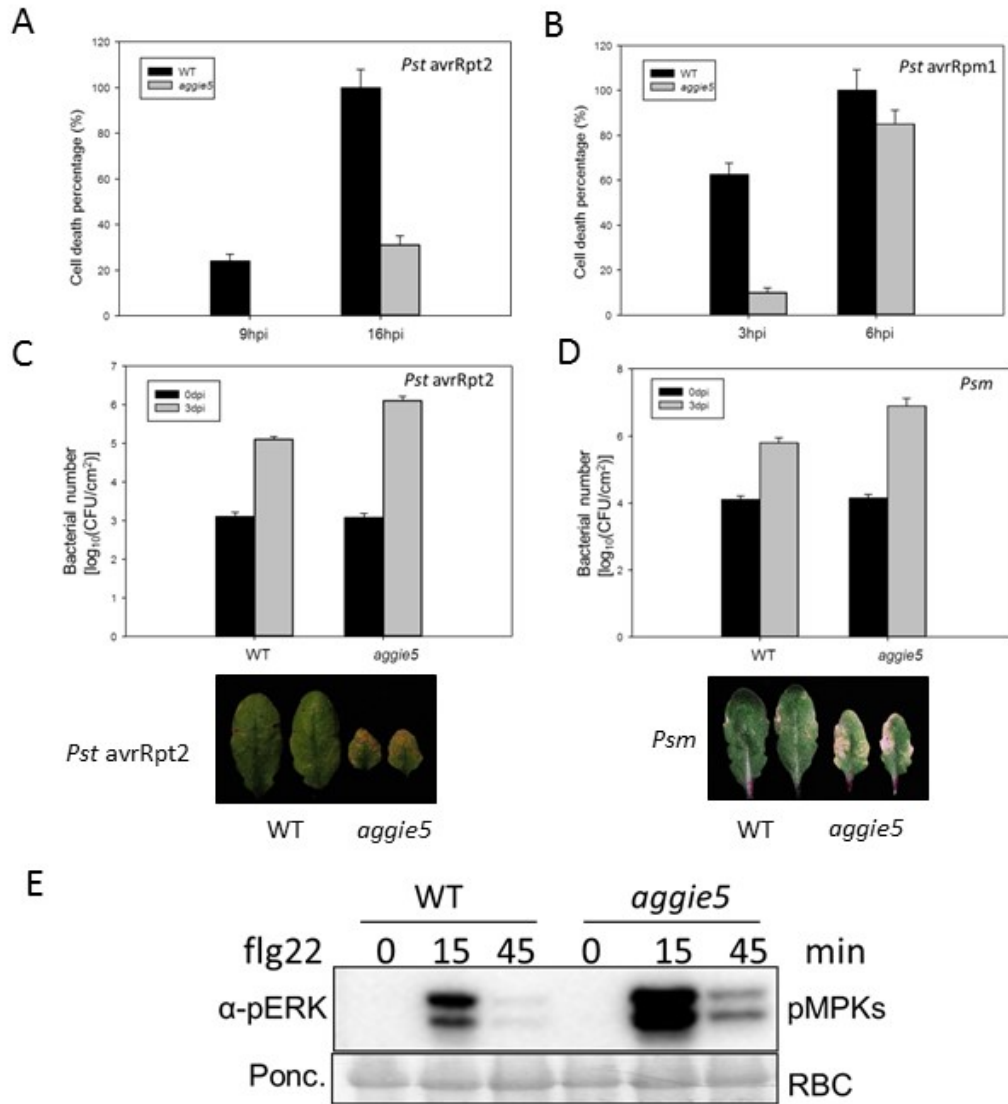 A
120
100
80
60
40
20
0
Cell death percentage (%)
WT
aggie5
Pst avrRpt2
9hpi
16hpi
B
120
100
80
60
40
20
0
Cell death percentage (%)
WT
aggie5
Pst avrRpm1
3hpi
6hpi
C
7
6
5
4
3
2
1
0
Bacterial number
[log10(CFU/cm2)]
0dpi
3dpi
Pst avrRpt2
WT
aggie5
Pst avrRpt2
WT
aggie5
D
8
6
4
2
0
Bacterial number
[log10(CFU/cm2)]
0dpi
3dpi
Psm
WT
aggie5
Psm
WT
aggie5
E
WT
aggie5
flg22 0 15 45 0 15 45 min
α-pERK
pMPKs
Ponc.
RBC